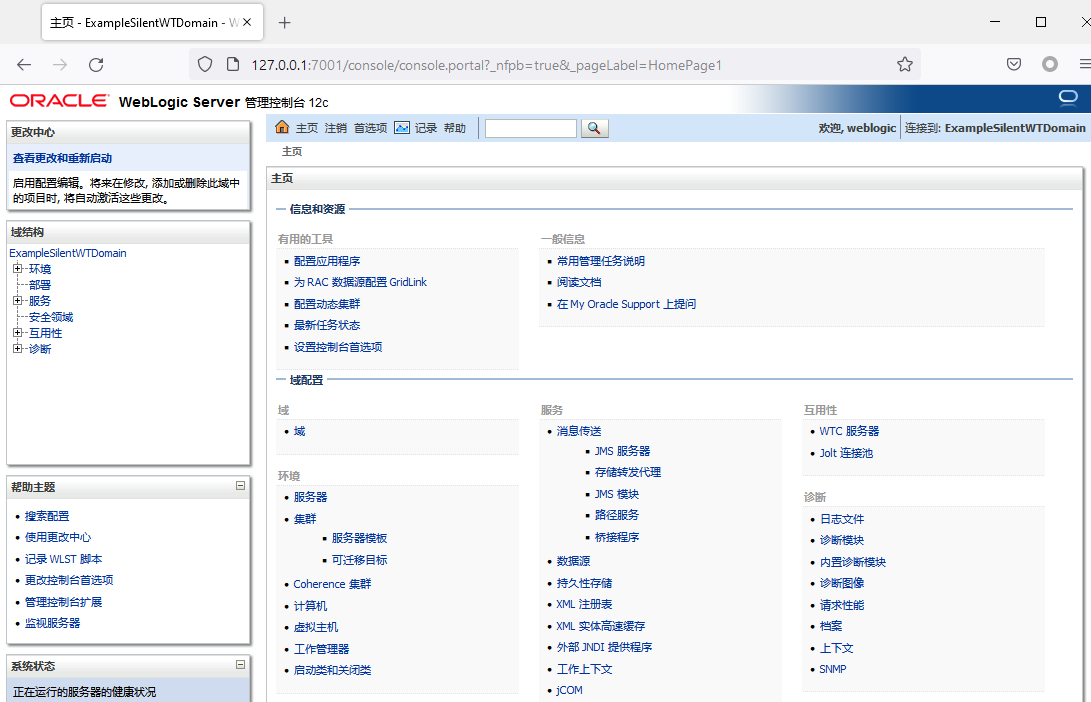 主页 - ExampleSilentWTDomain - W
127.0.0.1:7001/console/console.portal?_nfpb=true&_pageLabel=HomePage1
ORACLE WebLogic Server 管理控制台 12c
更改中心
查看更改和重新启动
启用配置编辑。将来在修改, 添加或删除此域中
的项目时, 将自动激活这些更改。
域结构
ExampleSilentWTDomain
环境
部署
服务
安全领域
互用性
诊断
帮助主题
搜索配置
使用更改中心
记录 WLST 脚本
更改控制台首选项
管理控制台扩展
监视服务器
系统状态
正在运行的服务器的健康状况
主页 注销 首选项 记录 帮助
欢迎, weblogic 连接到: ExampleSilentWTDomain
主页
主页
信息和资源
有用的工具
配置应用程序
为 RAC 数据源配置 GridLink
配置动态集群
最新任务状态
设置控制台首选项
一般信息
常用管理任务说明
阅读文档
在 My Oracle Support 上提问
域配置
域
域
环境
服务器
集群
服务器模板
可迁移目标
Coherence 集群
计算机
虚拟主机
工作管理器
启动类和关闭类
服务
消息传送
JMS 服务器
存储转发代理
JMS 模块
路径服务
桥接程序
数据源
持久性存储
XML 注册表
XML 实体高速缓存
外部 JNDI 提供程序
工作上下文
jCOM
互用性
WTC 服务器
Jolt 连接池
诊断
日志文件
诊断模块
内置诊断模块
诊断图像
请求性能
档案
上下文
SNMP